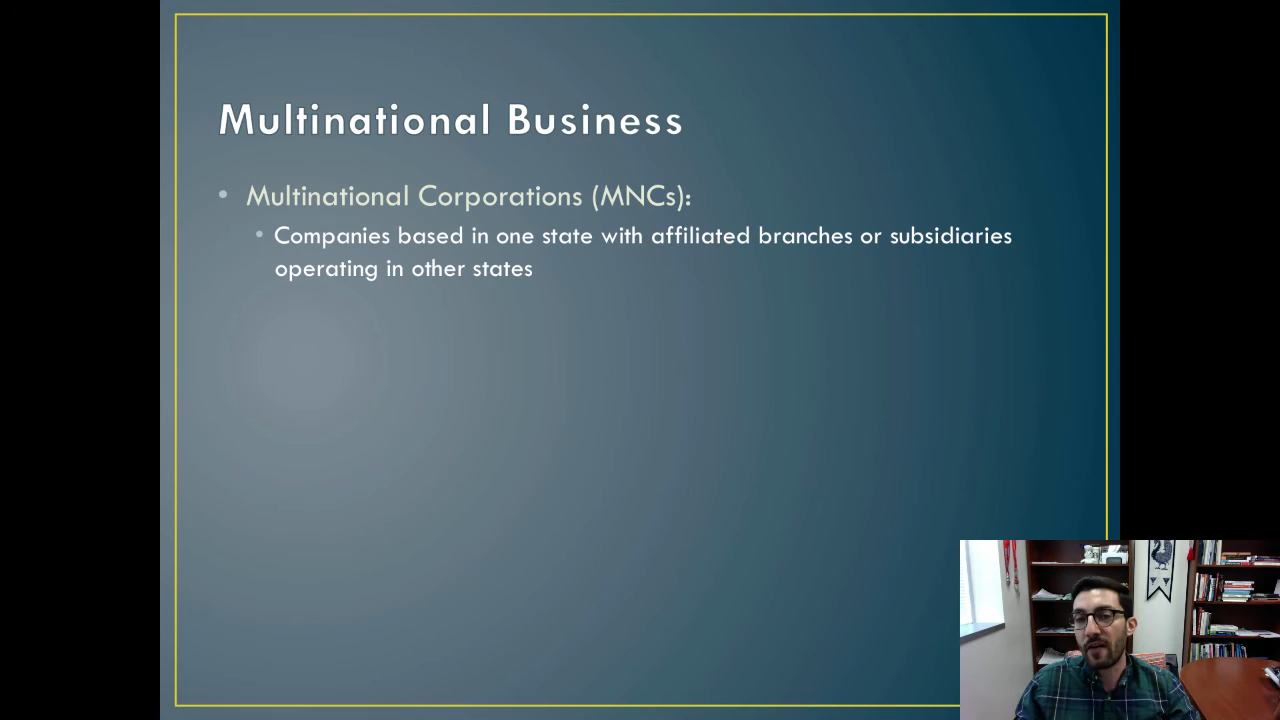 Multinational Business
• Multinational Corporations (MNCs):
• Companies based in one state with affiliated branches or subsidiaries
operating in other states